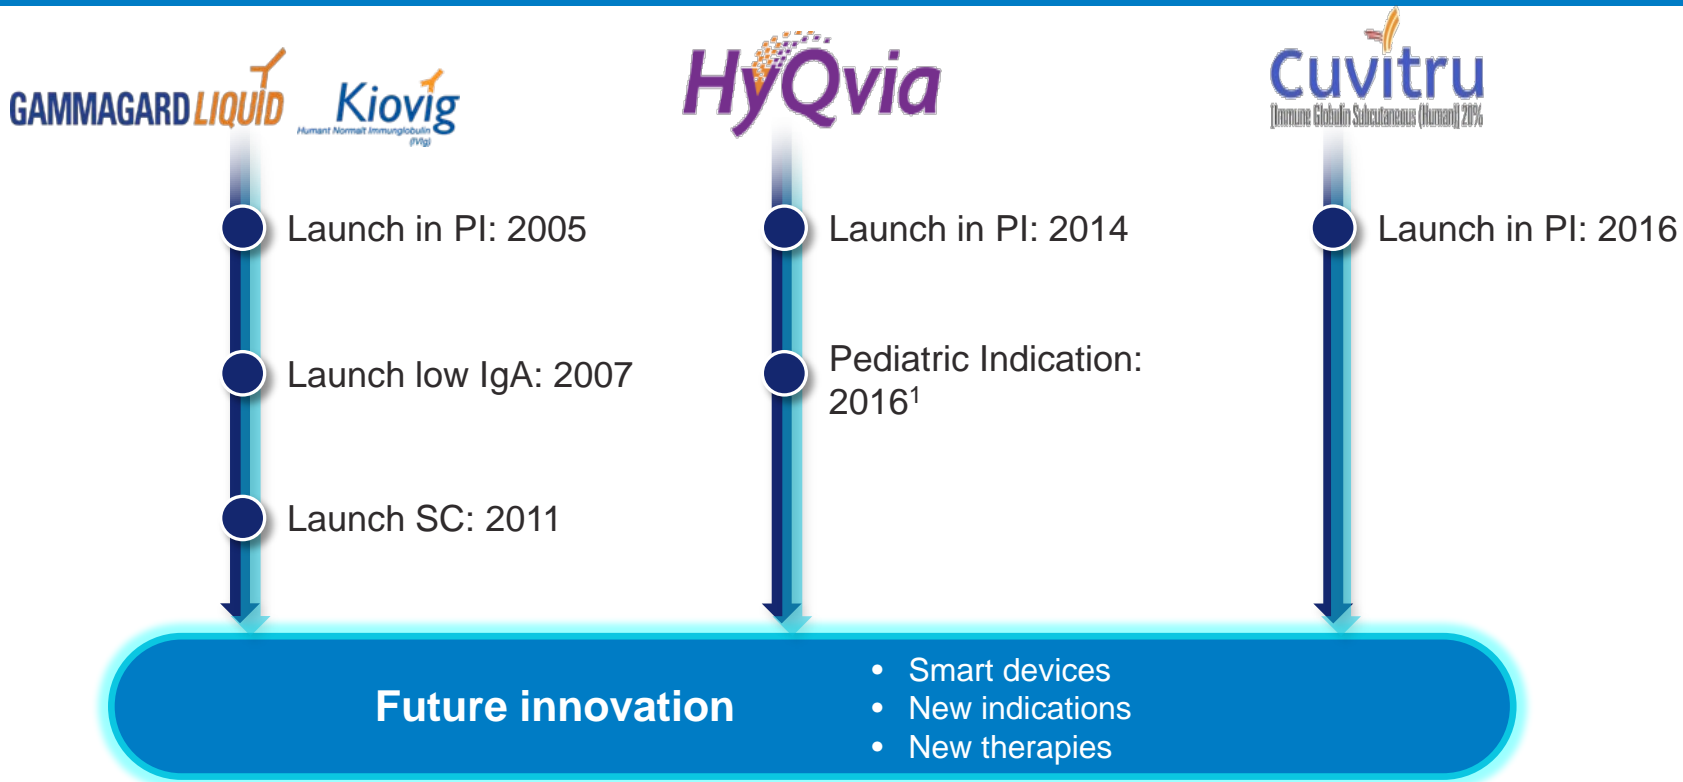 GAMMAGARD LIQUID
Kiovig
Humant Normalt Immunglobulin
(IVIg)
HyQvia
Cuvitru
[Immune Globulin Subcutaneous (Human)] 20%
Launch in PI: 2005
Launch in PI: 2014
Launch in PI: 2016
Launch low IgA: 2007
Pediatric Indication:
2016¹
Launch SC: 2011
Future innovation
• Smart devices
• New indications
• New therapies